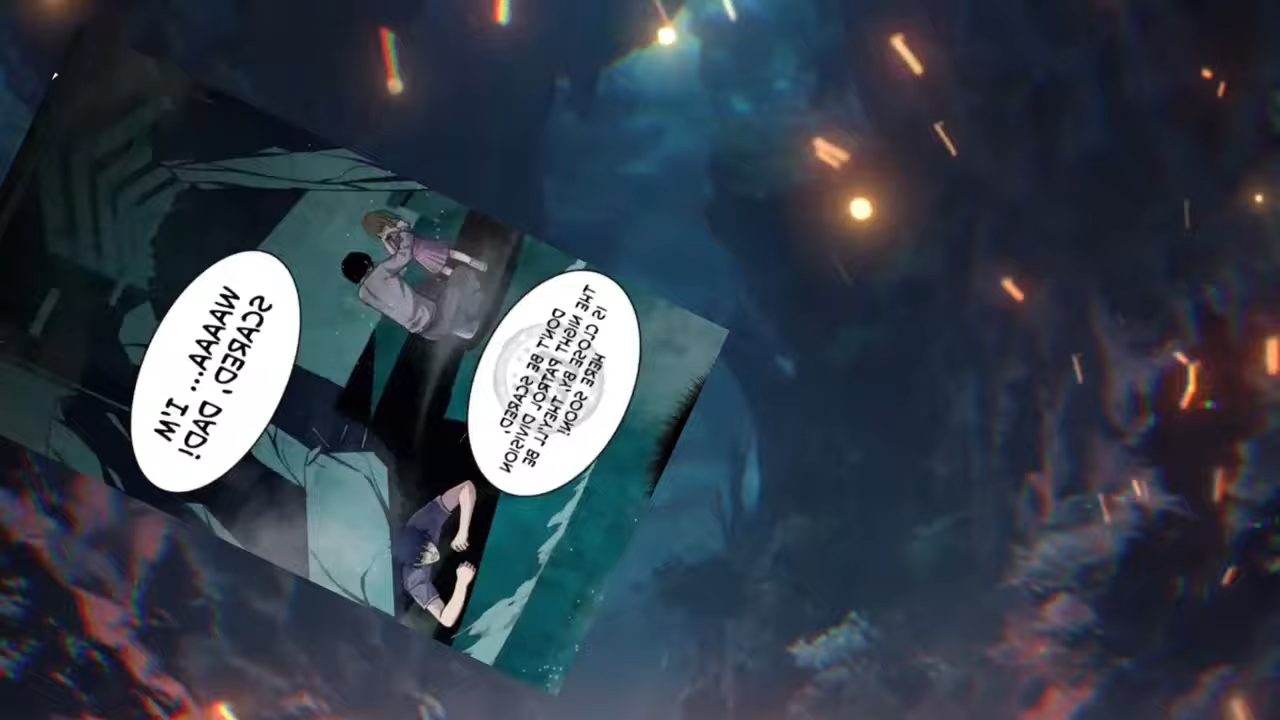 WAAAA... I'M
SCARED, DAD!
DON'T BE SCARED,
THE NIGHT PATROL DIVISION
IS CLOSE BY. THEY'LL BE
HERE SOON!